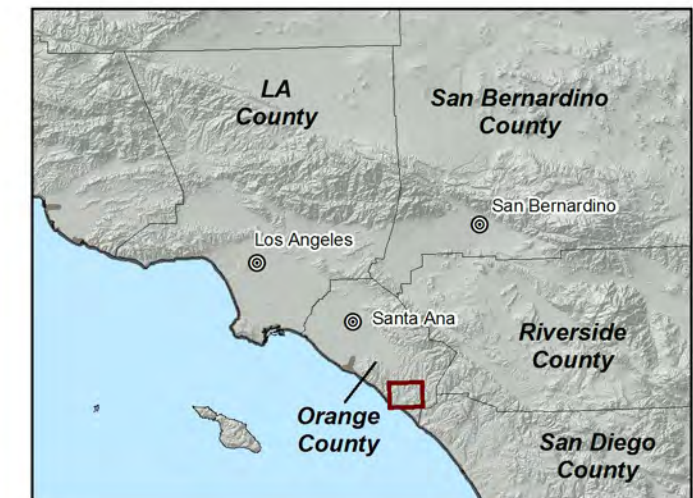 LA
County
San Bernardino
County
San Bernardino
Los Angeles
Santa Ana
Riverside
County
Orange
County
San Diego
County